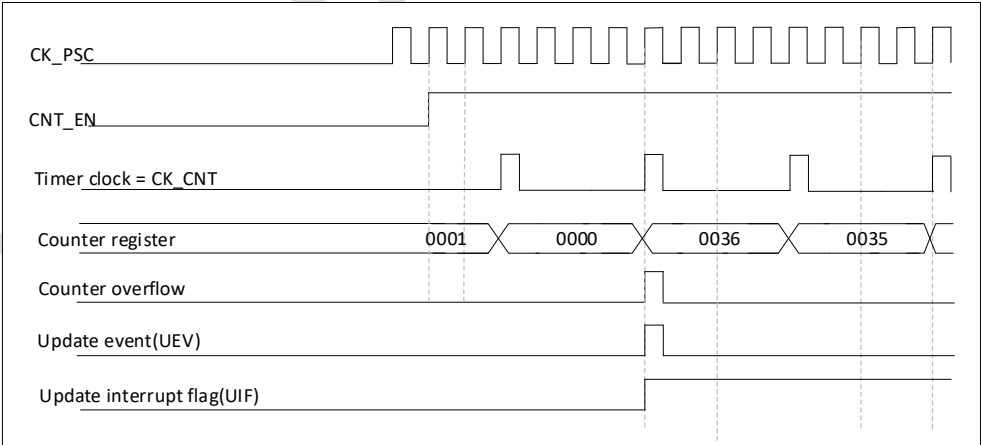 CK_PSC
CNT_EN
Timer clock = CK_CNT
Counter register 0001 0000 0036 0035
Counter overflow
Update event(UEV)
Update interrupt flag(UIF)